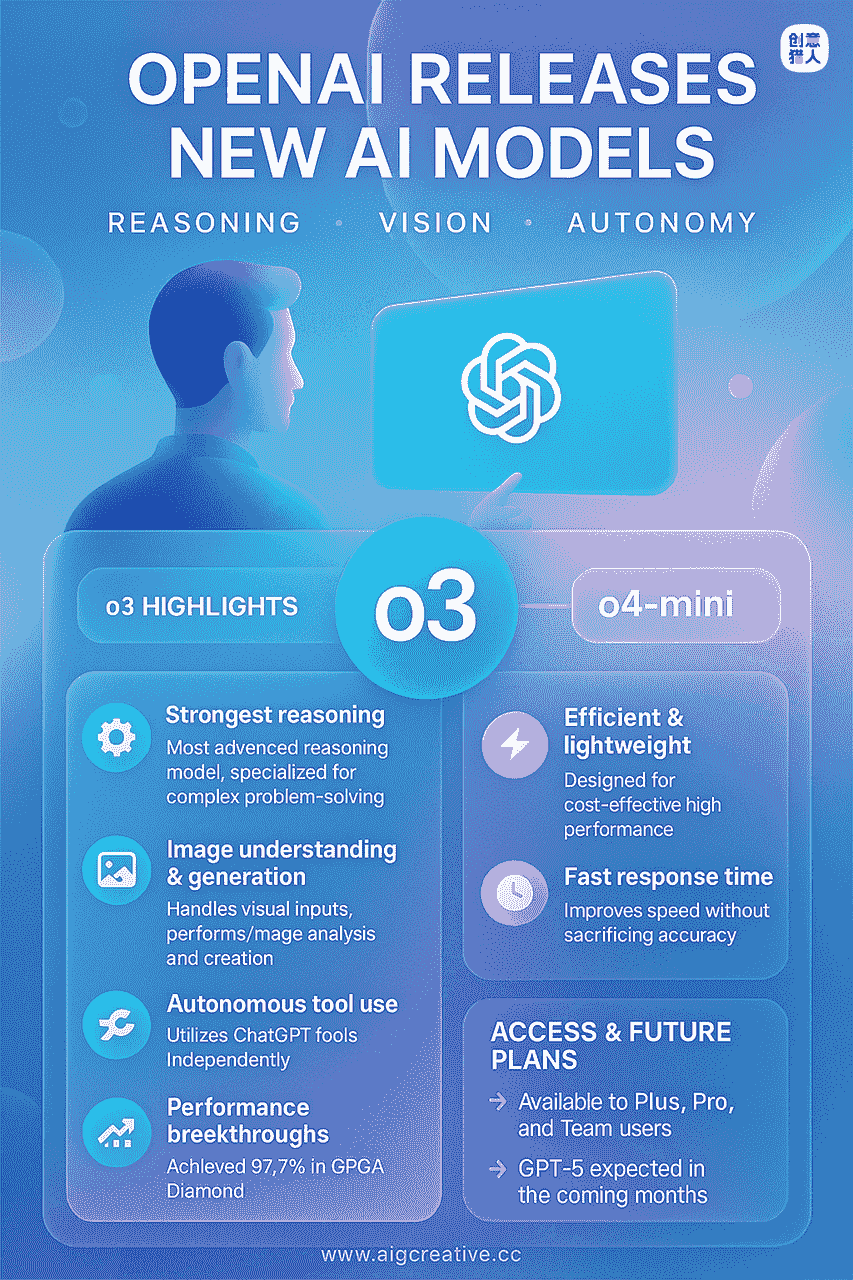 创意
猎人
OPENAI RELEASES
NEW AI MODELS
REASONING • VISION • AUTONOMY
o3 HIGHLIGHTS
o3
o4-mini
Strongest reasoning
Most advenced reasoning
model, specialized for
complex problem-solving
Image understanding
& generation
Handles visual inputs,
performs/mage analysis
and creation
Autonomous tool use
Utilizes ChatGPT fools
Independently
Performance
breekthroughs
Achleved 97,7% in GPGA
Diamond
Efficient &
lightweight
Designed for
cost-effective high
performance
Fast response time
Improves speed without
sacrificing accuracy
ACCESS & FUTURE
PLANS
→ Available to Plus, Pro,
and Team users
→ GPT-5 expected in
the coming months
www.aigcreative.cc